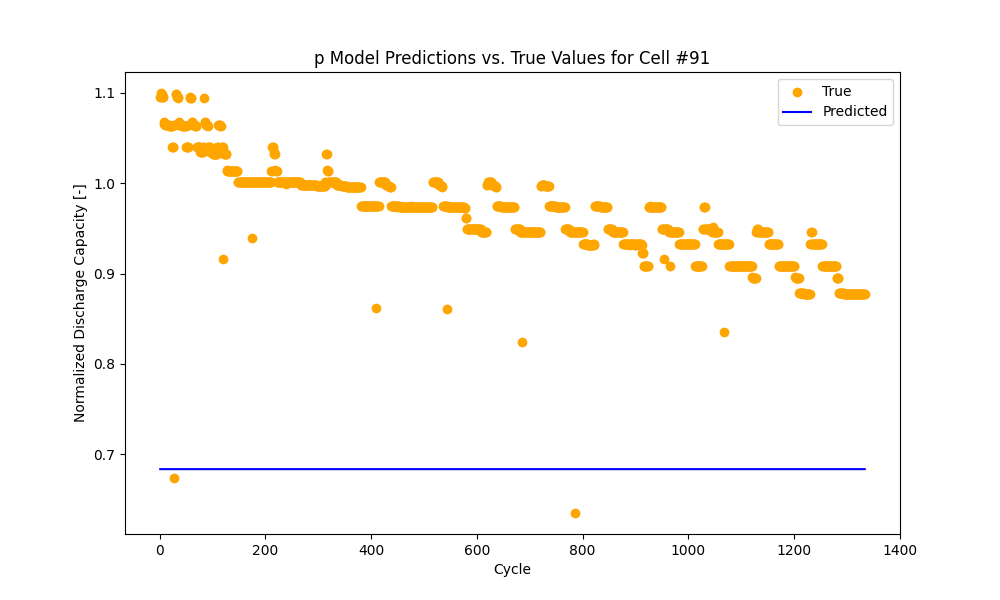 p Model Predictions vs. True Values for Cell #91
True
Predicted
Normalized Discharge Capacity [-]
1.1
1.0
0.9
0.8
0.7
0 200 400 600 800 1000 1200 1400
Cycle